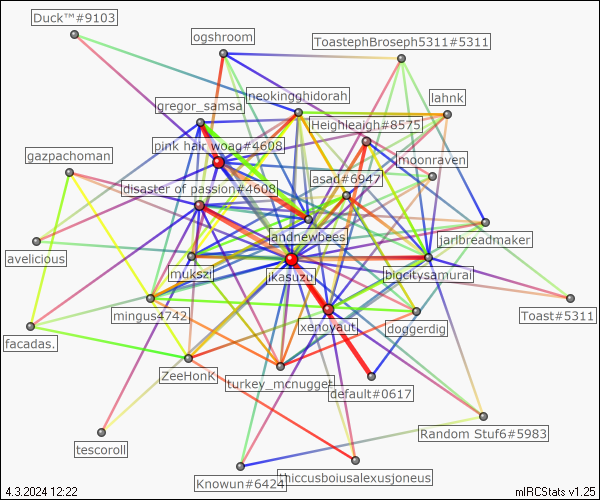 Duck™#9103
ogshroom
ToastephBroseph5311#5311
neokingghidorah
lahnk
gregor_samsa
Heighleaigh#8575
pink hair woag#4608
gazpachoman
moonraven
asad#6947
disaster of passion#4608
landnewbees
jarlbreadmaker
avelicious
mukszi
jkasuzu
bigcitysamurai
mingus4742
Toast#5311
xenoyaut
doggerdig
facadas.
ZeeHonK
turkey_mcnugget
default#0617
Random Stuf6#5983
tescoroll
Knowun#6424
thiccusboiusalexusjoneus
4.3.2024 12:22
mIRCStats v1.25